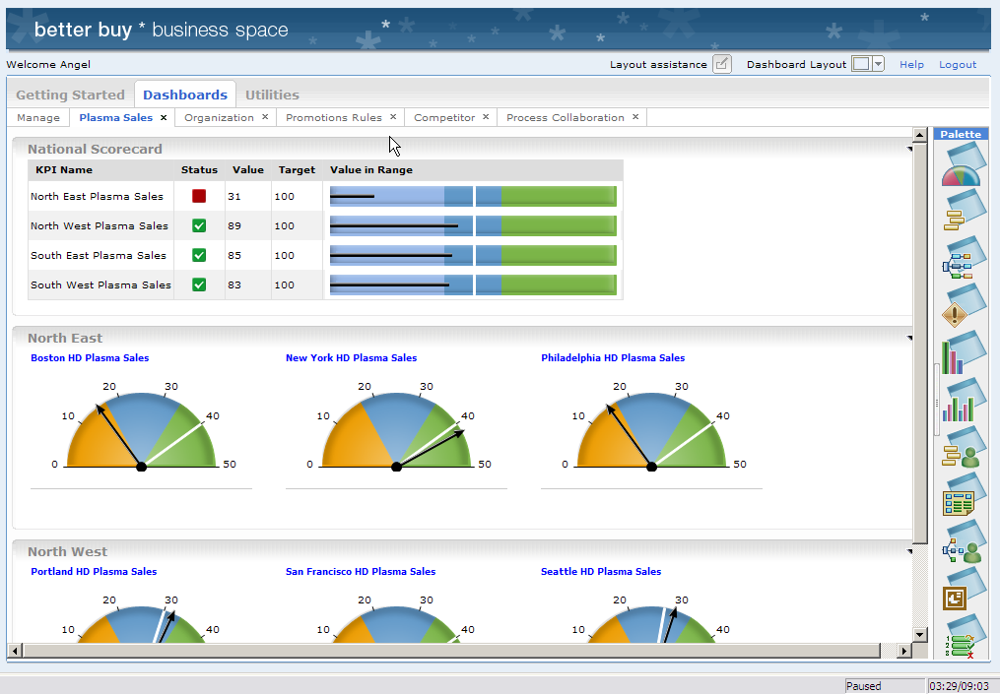 better buy * business space
Welcome Angel
Layout assistance Dashboard Layout Help Logout
Getting Started Dashboards Utilities
Manage Plasma Sales × Organization × Promotions Rules × Competitor × Process Collaboration ×
Palette
National Scorecard
KPI Name Status Value Target Value in Range
North East Plasma Sales 31 100
North West Plasma Sales 89 100
South East Plasma Sales 85 100
South West Plasma Sales 83 100
North East
Boston HD Plasma Sales New York HD Plasma Sales Philadelphia HD Plasma Sales
20 30 20 30 20 30
10 40 10 40 10 40
0 50 0 50 0 50
North West
Portland HD Plasma Sales San Francisco HD Plasma Sales Seattle HD Plasma Sales
20 30 20 30 20 30
10 40 10 40 10 40
Paused 03:29/09:03